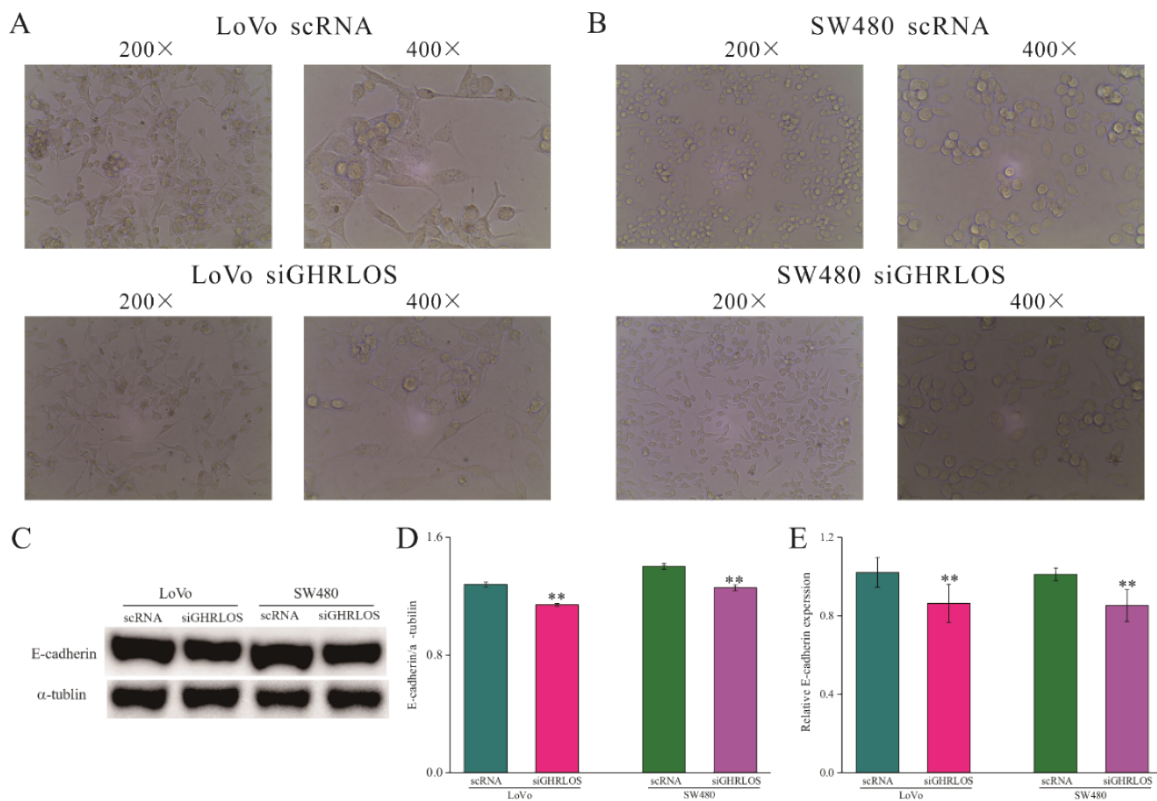 A
LoVo scRNA
200×
400×
B
SW480 scRNA
200×
400×
LoVo siGHRLOS
200×
400×
SW480 siGHRLOS
200×
400×
C
LoVo
SW480
scRNA
siGHRLOS
scRNA
siGHRLOS
E-cadherin
α-tublin
D
1.6
0.8
0.0
E-cadherin/a -tubilin
**
**
scRNA
siGHRLOS
scRNA
siGHRLOS
LoVo
SW480
E
1.2
0.8
0.4
0.0
Relative E-cadherin experssion
**
**
scRNA
siGHRLOS
scRNA
siGHRLOS
LoVo
SW480